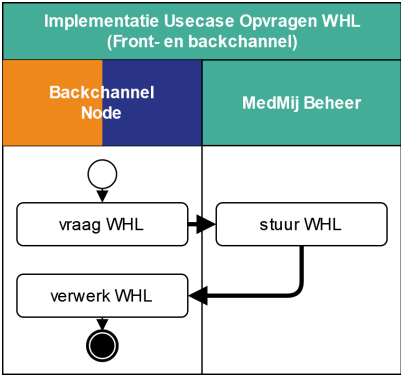 Implementatie Usecase Opvragen WHL
(Front- en backchannel)
Backchannel
Node
MedMij Beheer
vraag WHL
stuur WHL
verwerk WHL